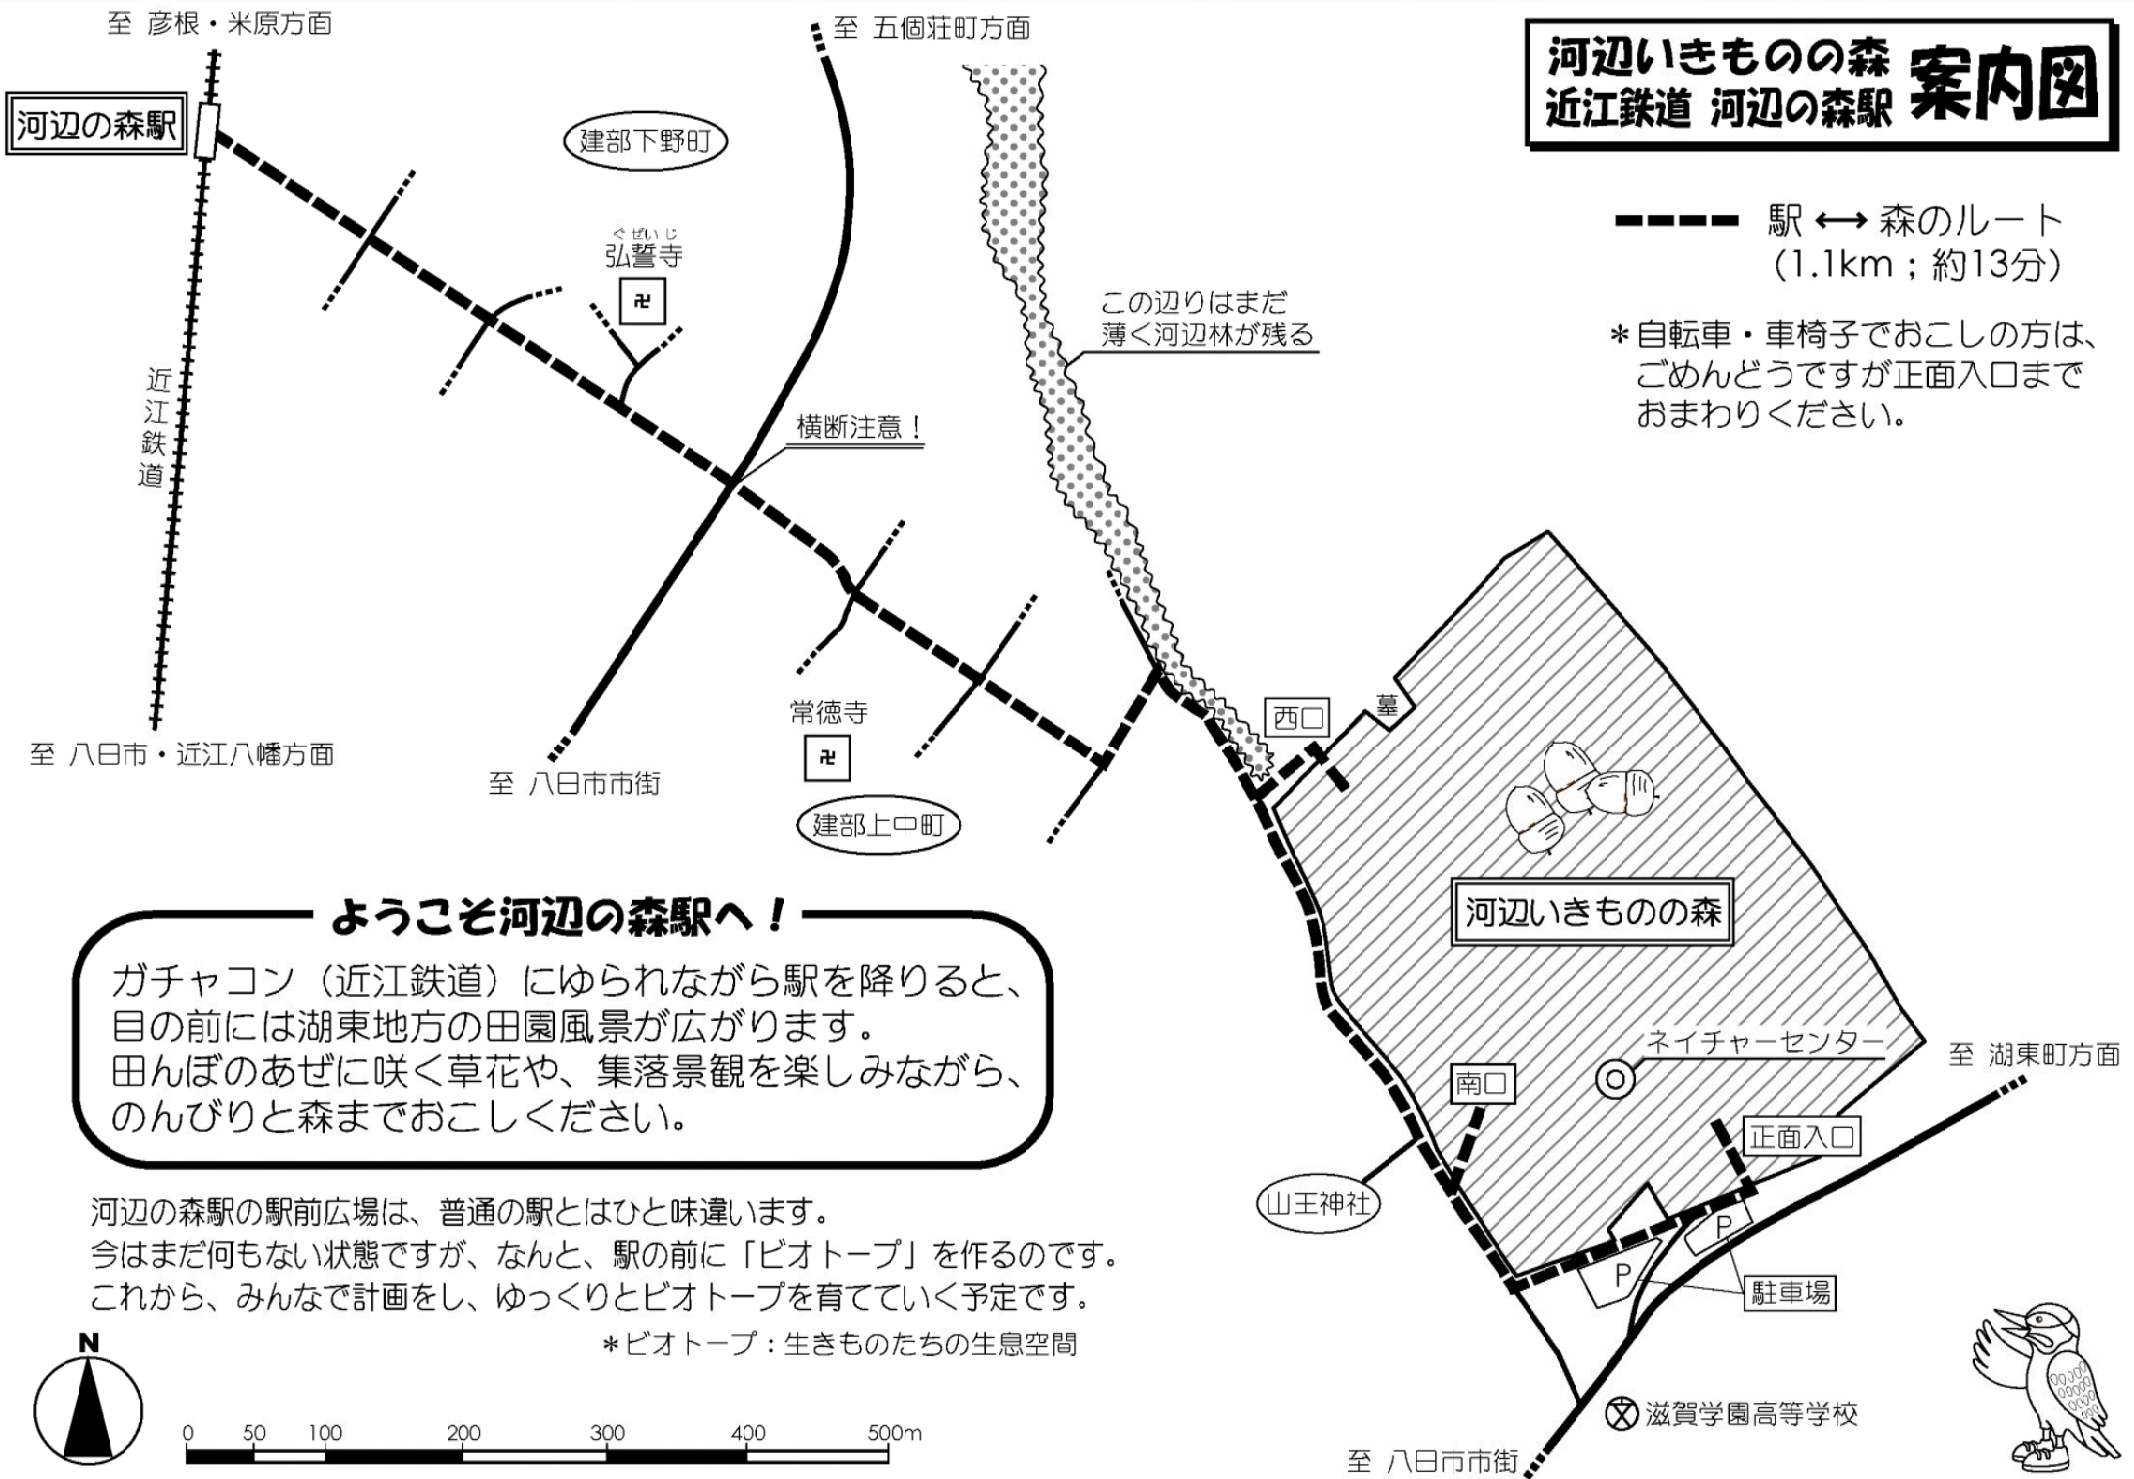 至 彦根・米原方面
至 五個荘町方面
河辺いきものの森
近江鉄道 河辺の森駅
案内図
河辺の森駅
建部下野町
駅 ↔ 森のルート
(1.1km；約13分)
ぐぜいじ
弘誓寺
卍
この辺りはまだ
薄く河辺林が残る
＊自転車・車椅子でおこしの方は、
ごめんどうですが正面入口まで
おまわりください。
近江鉄道
横断注意！
西口
墓
常徳寺
卍
至 八日市・近江八幡方面
至 八日市市街
建部上中町
河辺いきものの森
ようこそ河辺の森駅へ！
ガチャコン（近江鉄道）にゆられながら駅を降りると、
目の前には湖東地方の田園風景が広がります。
田んぼのあぜに咲く草花や、集落景観を楽しみながら、
のんびりと森までおこしください。
ネイチャーセンター
至 湖東町方面
南口
正面入口
山王神社
P
P
駐車場
河辺の森駅の駅前広場は、普通の駅とはひと味違います。
今はまだ何もない状態ですが、なんと、駅の前に「ビオトープ」を作るのです。
これから、みんなで計画をし、ゆっくりとビオトープを育てていく予定です。
＊ビオトープ：生きものたちの生息空間
N
0 50 100 200 300 400 500m
文 滋賀学園高等学校
至 八日市市街